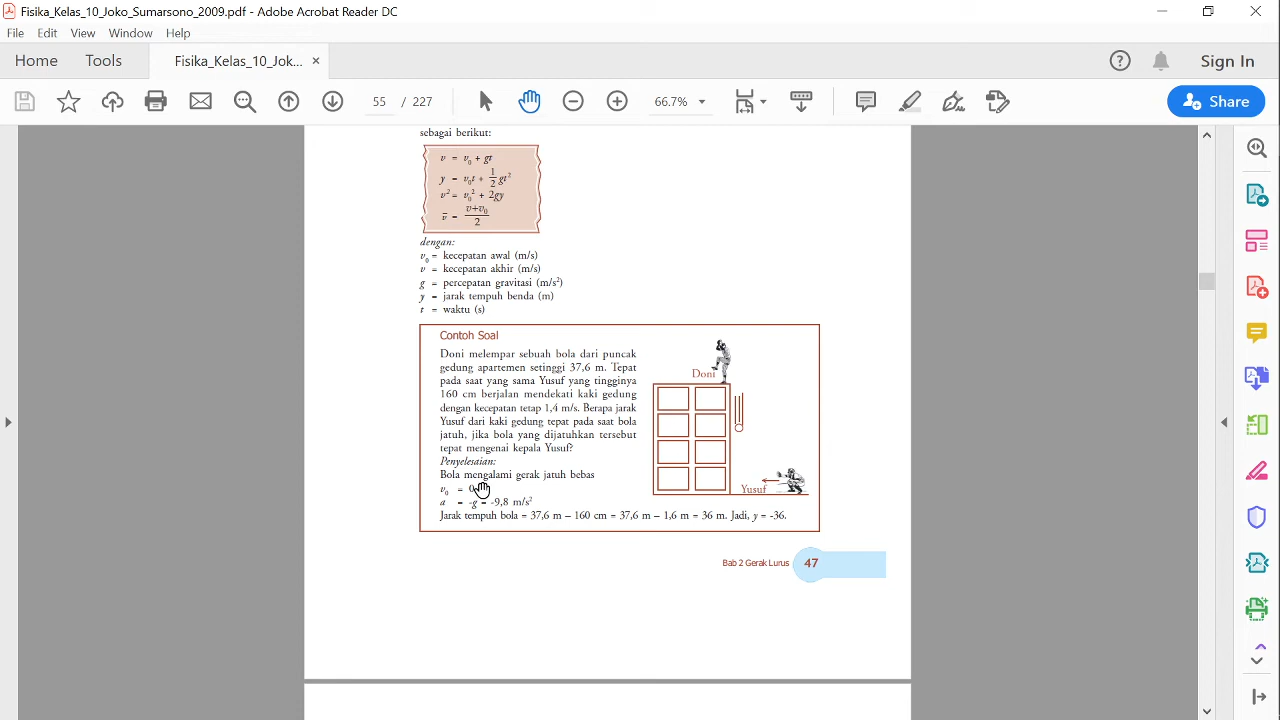 Fisika_Kelas_10_Joko_Sumarsono_2009.pdf - Adobe Acrobat Reader DC
File Edit View Window Help
Home Tools Fisika_Kelas_10_Jok... × Sign In
55 / 227 66.7% Share
sebagai berikut:
v = v₀ + gt
y = v₀t + 1/2 gt²
v² = v₀² + 2gy
v̄ = (v+v₀)/2
dengan:
v₀ = kecepatan awal (m/s)
v = kecepatan akhir (m/s)
g = percepatan gravitasi (m/s²)
y = jarak tempuh benda (m)
t = waktu (s)
Contoh Soal
Doni melempar sebuah bola dari puncak
gedung apartemen setinggi 37,6 m. Tepat
pada saat yang sama Yusuf yang tingginya
160 cm berjalan mendekati kaki gedung
dengan kecepatan tetap 1,4 m/s. Berapa jarak
Yusuf dari kaki gedung tepat pada saat bola
jatuh, jika bola yang dijatuhkan tersebut
tepat mengenai kepala Yusuf?
Doni
Yusuf
Penyelesaian:
Bola mengalami gerak jatuh bebas
v₀ = 0
a = -g = -9,8 m/s²
Jarak tempuh bola = 37,6 m – 160 cm = 37,6 m – 1,6 m = 36 m. Jadi, y = -36.
Bab 2 Gerak Lurus 47